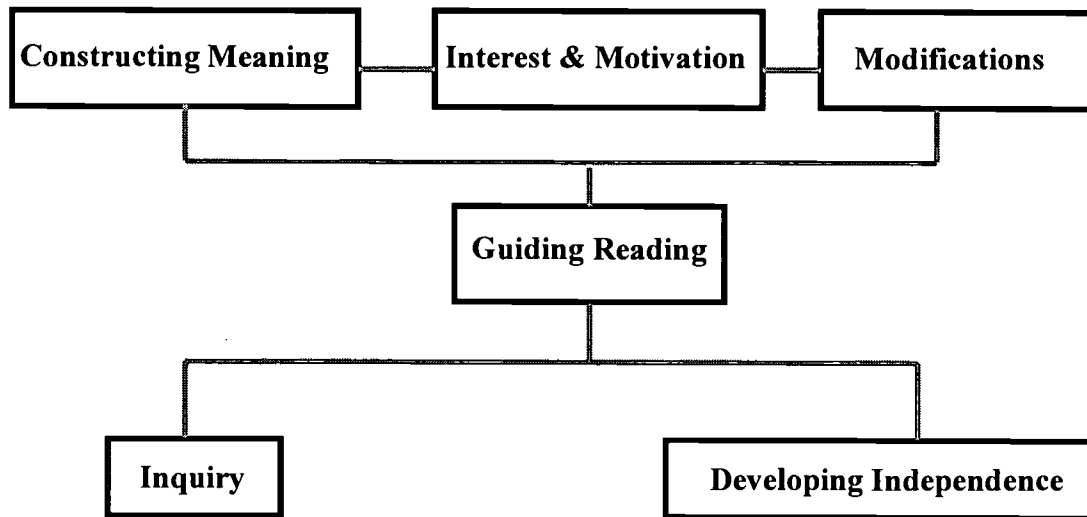 Constructing Meaning
Interest & Motivation
Modifications
Guiding Reading
Inquiry
Developing Independence